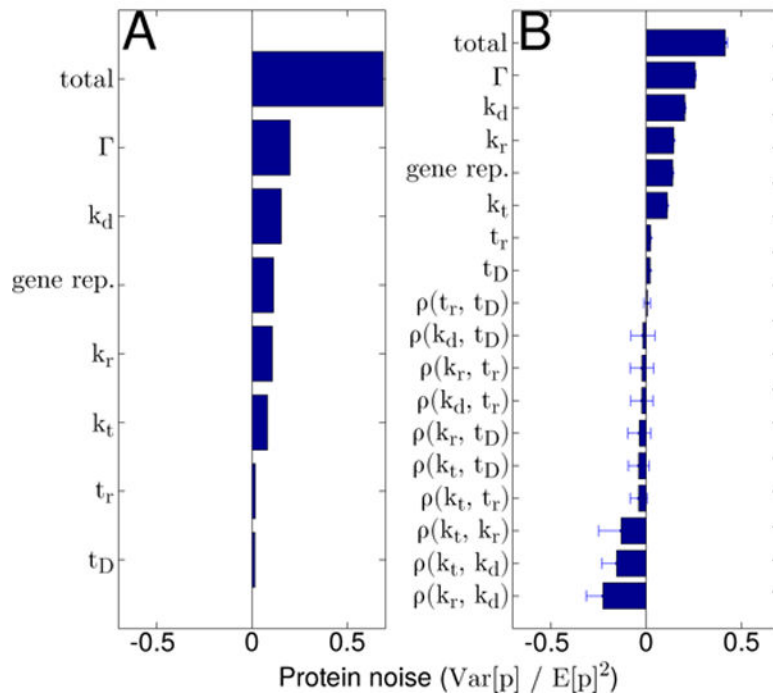 A
total
Γ
k_d
gene rep.
k_r
k_t
t_r
t_D
-0.5
0
0.5
B
total
Γ
k_d
k_r
gene rep.
k_t
t_r
t_D
ρ(t_r, t_D)
ρ(k_d, t_D)
ρ(k_r, t_r)
ρ(k_d, t_r)
ρ(k_r, t_D)
ρ(k_t, t_D)
ρ(k_t, t_r)
ρ(k_t, k_r)
ρ(k_t, k_d)
ρ(k_r, k_d)
-0.5
0
0.5
Protein noise (Var[p] / E[p]²)